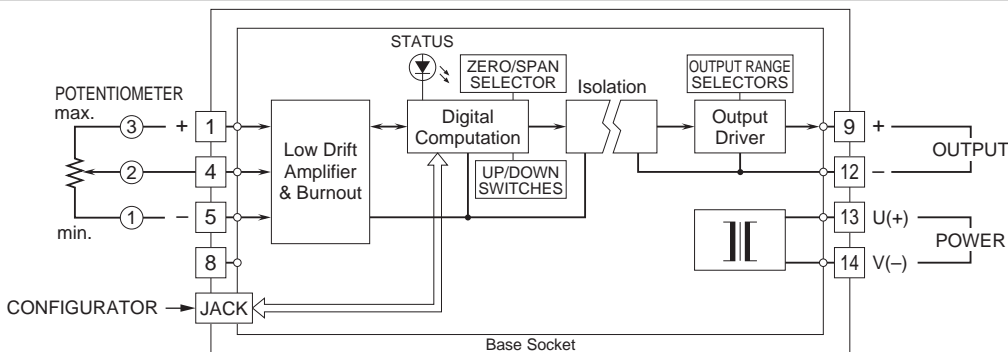 STATUS
ZERO/SPAN
SELECTOR
OUTPUT RANGE
SELECTORS
Isolation
POTENTIOMETER
max.
3 + 1
2 4
1 – 5
min.
8
Low Drift
Amplifier
& Burnout
Digital
Computation
UP/DOWN
SWITCHES
Output
Driver
9 +
OUTPUT
12 –
13 U(+)
POWER
14 V(–)
CONFIGURATOR
JACK
Base Socket